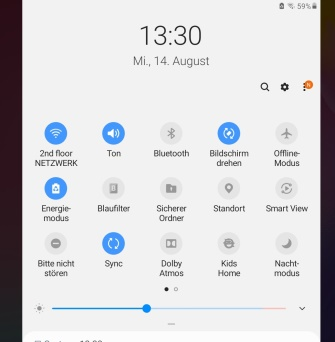 59%
13:30
Mi., 14. August
2nd floor NETZWERK
Ton
Bluetooth
Bildschirm drehen
Offline-Modus
Energie-modus
Blaufilter
Sicherer Ordner
Standort
Smart View
Bitte nicht stören
Sync
Dolby Atmos
Kids Home
Nacht-modus